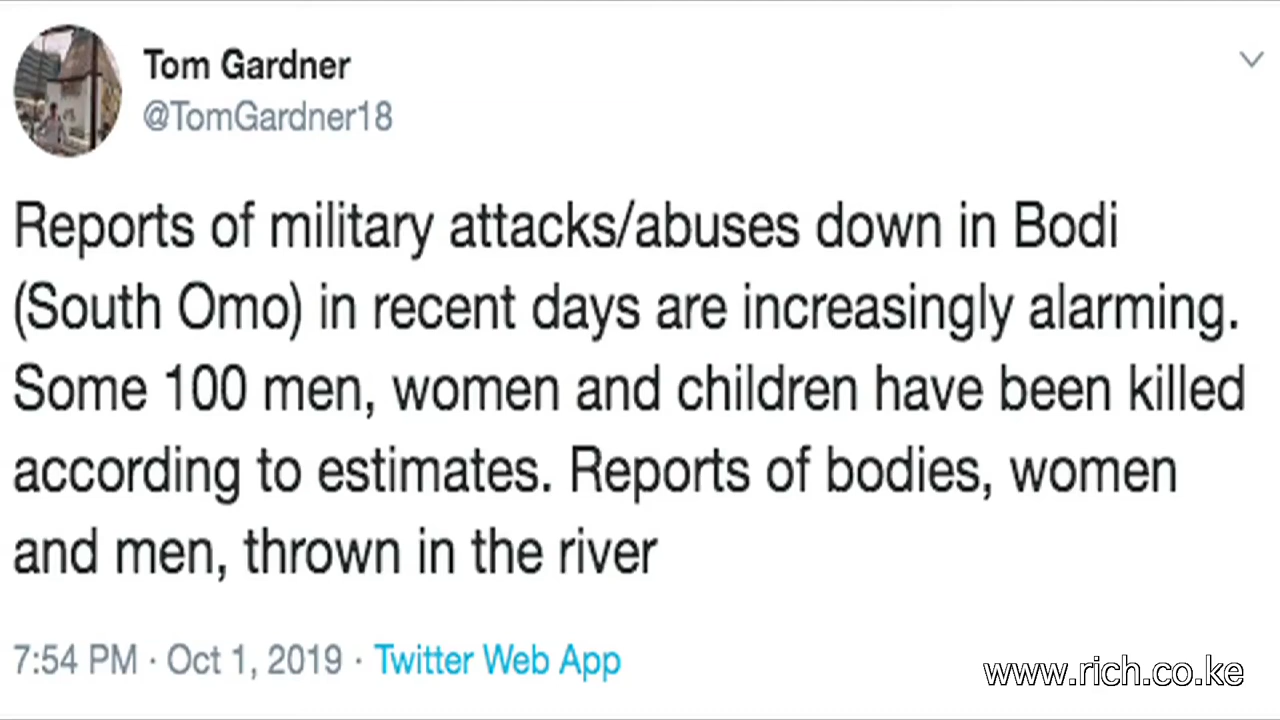 Tom Gardner
@TomGardner18
Reports of military attacks/abuses down in Bodi
(South Omo) in recent days are increasingly alarming.
Some 100 men, women and children have been killed
according to estimates. Reports of bodies, women
and men, thrown in the river
7:54 PM · Oct 1, 2019 · Twitter Web App
www.rich.co.ke